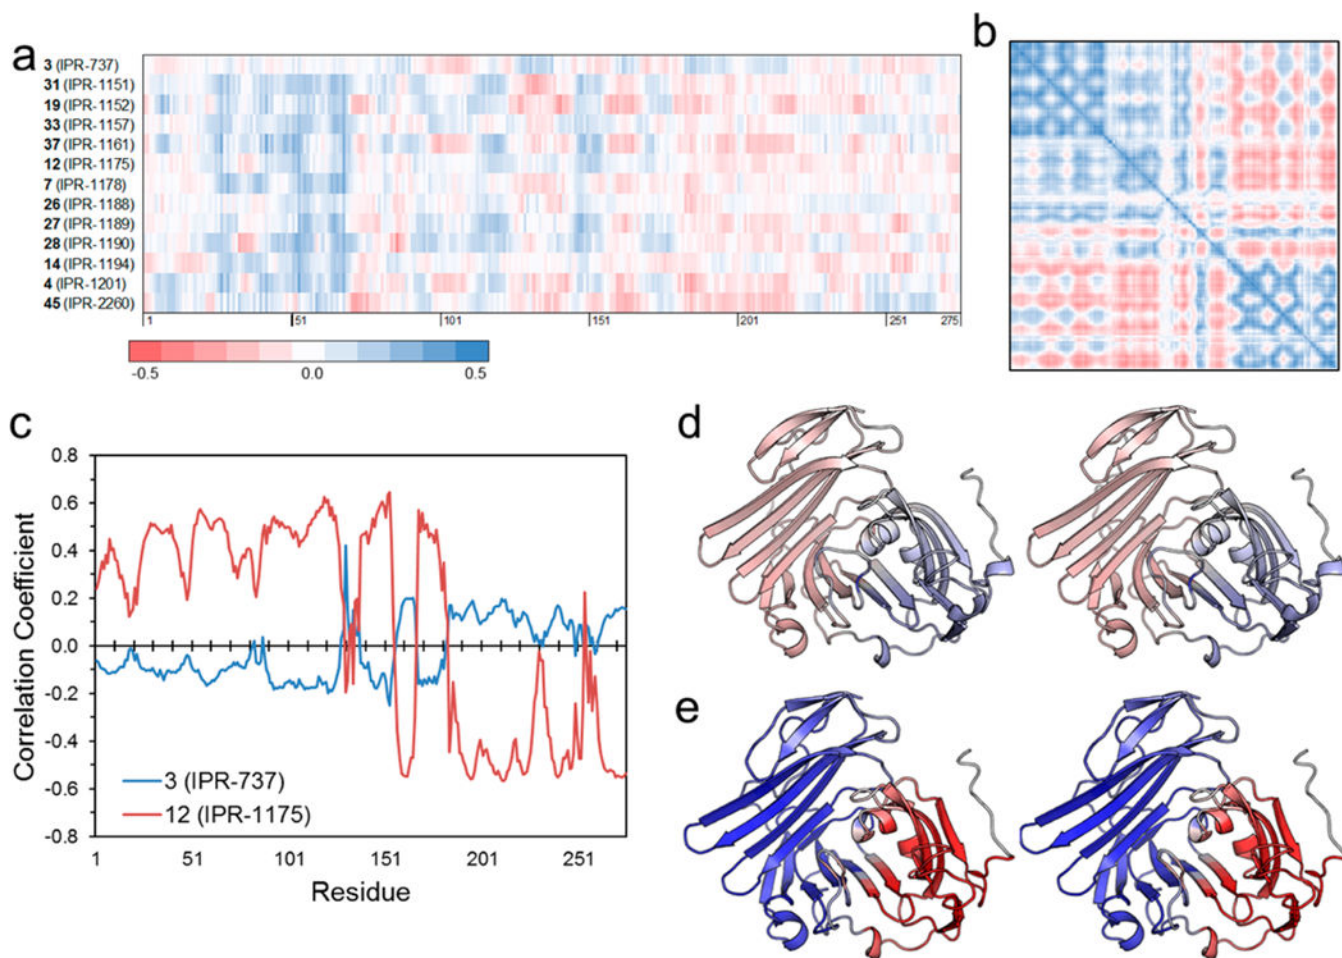 a
b
3 (IPR-737)
31 (IPR-1151)
19 (IPR-1152)
33 (IPR-1157)
37 (IPR-1161)
12 (IPR-1175)
7 (IPR-1178)
26 (IPR-1188)
27 (IPR-1189)
28 (IPR-1190)
14 (IPR-1194)
4 (IPR-1201)
45 (IPR-2260)
1 51 101 151 201 251 275
-0.5 0.0 0.5
c
d
0.8
0.6
0.4
0.2
0.0
-0.2
-0.4
-0.6
-0.8
Correlation Coefficient
3 (IPR-737)
12 (IPR-1175)
1 51 101 151 201 251
Residue
e